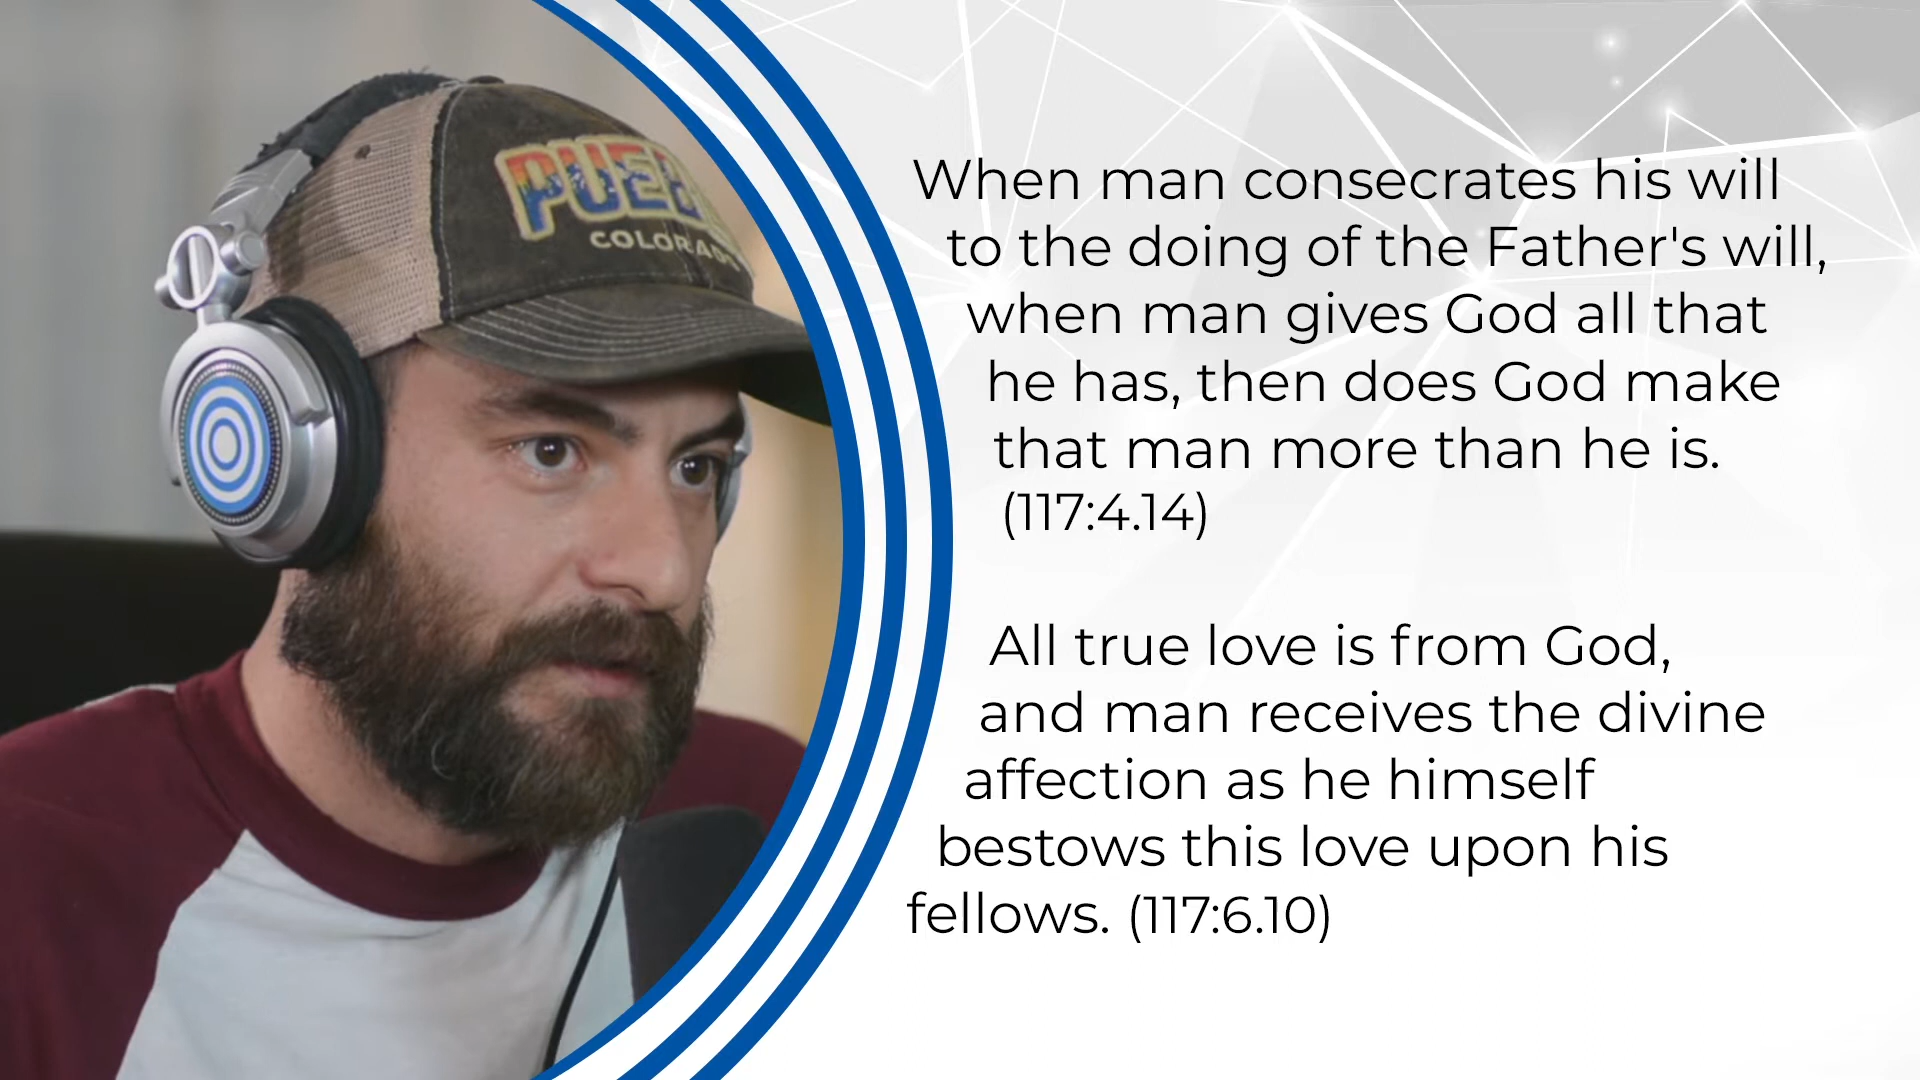 PUEBL
COLORADO
When man consecrates his will
to the doing of the Father's will,
when man gives God all that
he has, then does God make
that man more than he is.
(117:4.14)
All true love is from God,
and man receives the divine
affection as he himself
bestows this love upon his
fellows. (117:6.10)